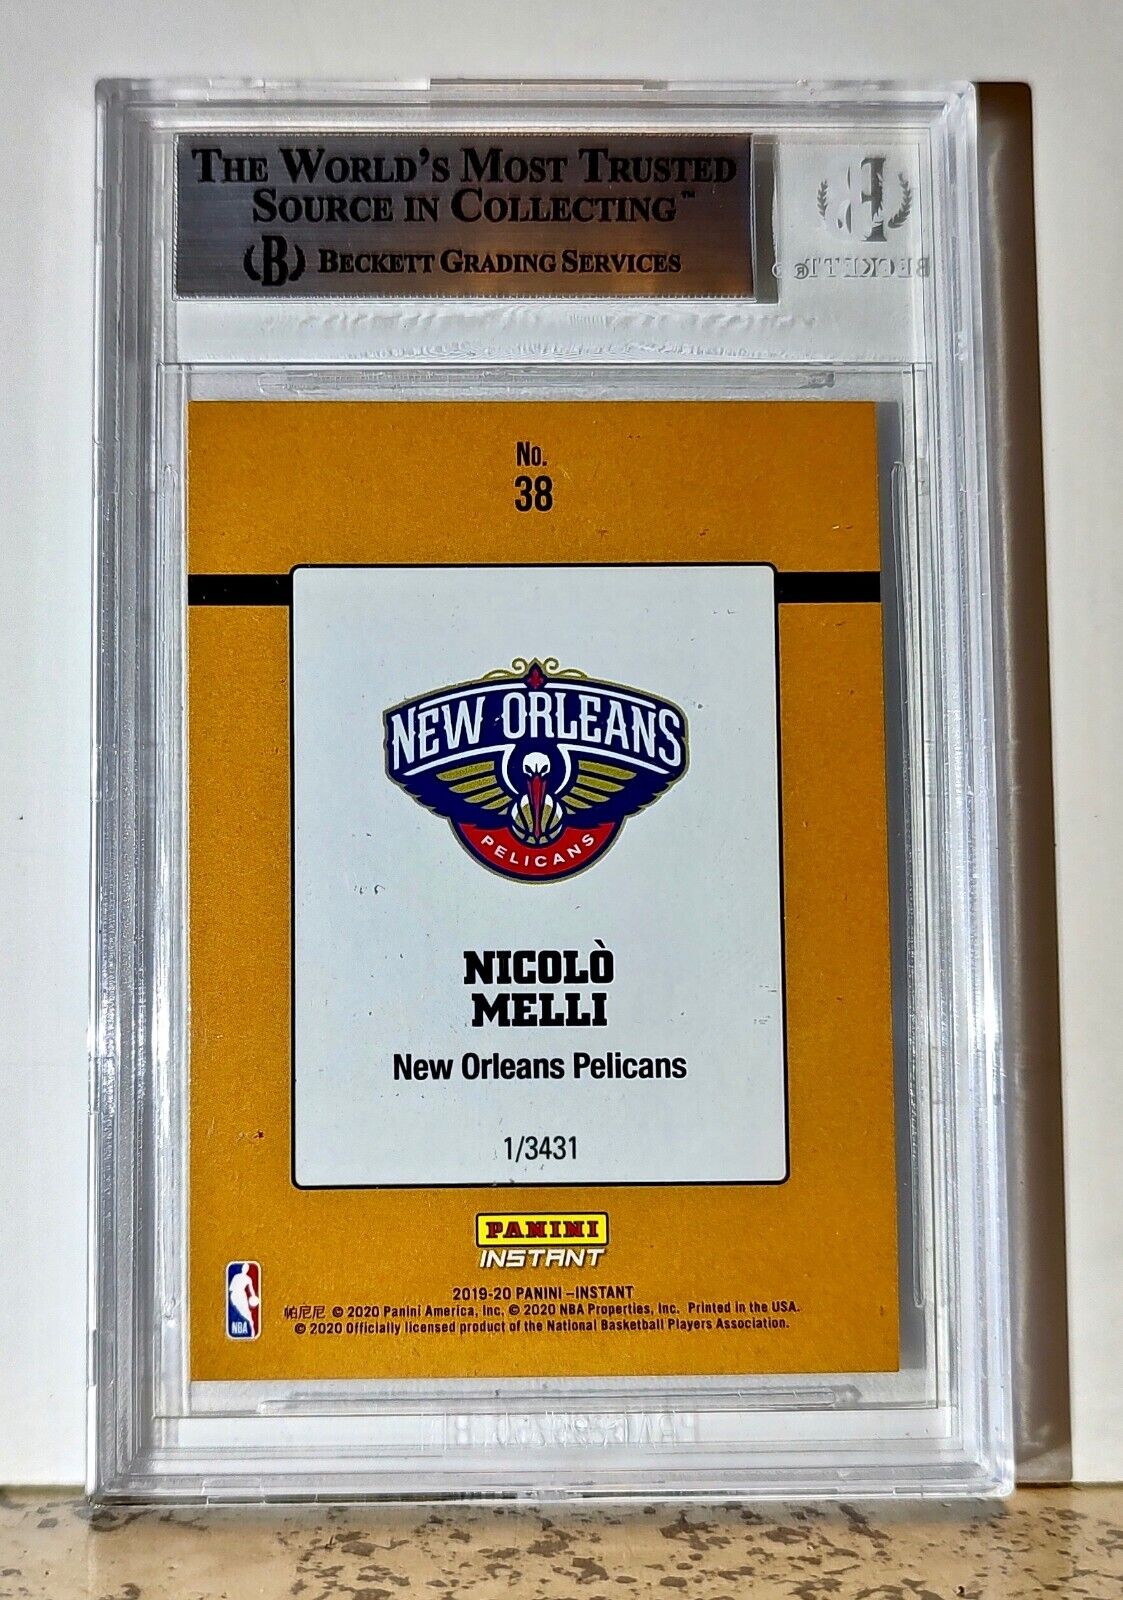 THE WORLD'S MOST TRUSTED
SOURCE IN COLLECTING™
B BECKETT GRADING SERVICES
BECKETT®
No.
38
NEW ORLEANS
PELICANS
NICOLÒ
MELLI
New Orleans Pelicans
1/3431
PANINI
INSTANT
2019-20 PANINI –INSTANT
帕尼尼 © 2020 Panini America, Inc. © 2020 NBA Properties, Inc. Printed in the USA.
© 2020 Officially licensed product of the National Basketball Players Association.
NBA